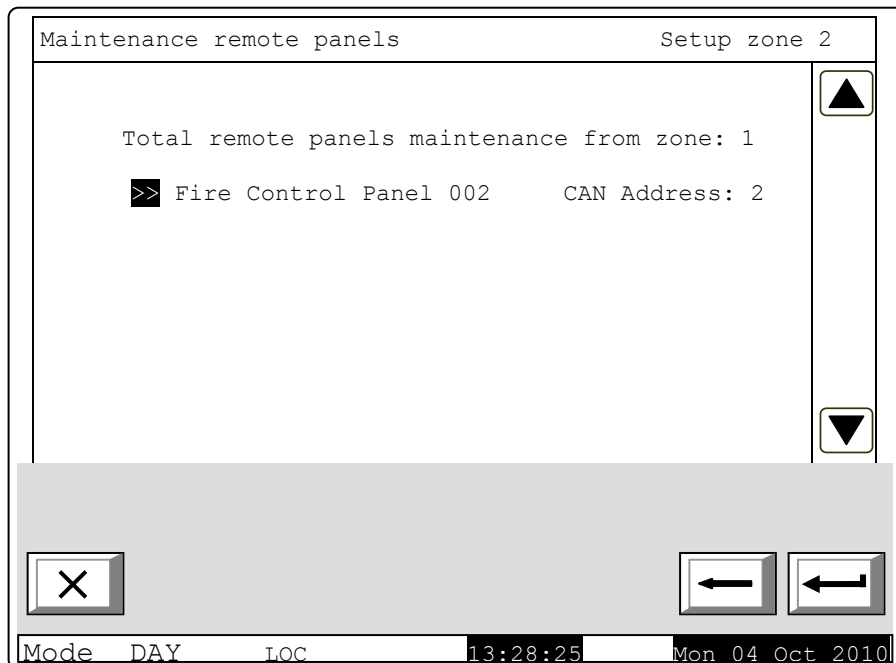 Maintenance remote panels Setup zone 2
Total remote panels maintenance from zone: 1
>> Fire Control Panel 002 CAN Address: 2
Mode DAY LOC 13:28:25 Mon 04 Oct 2010